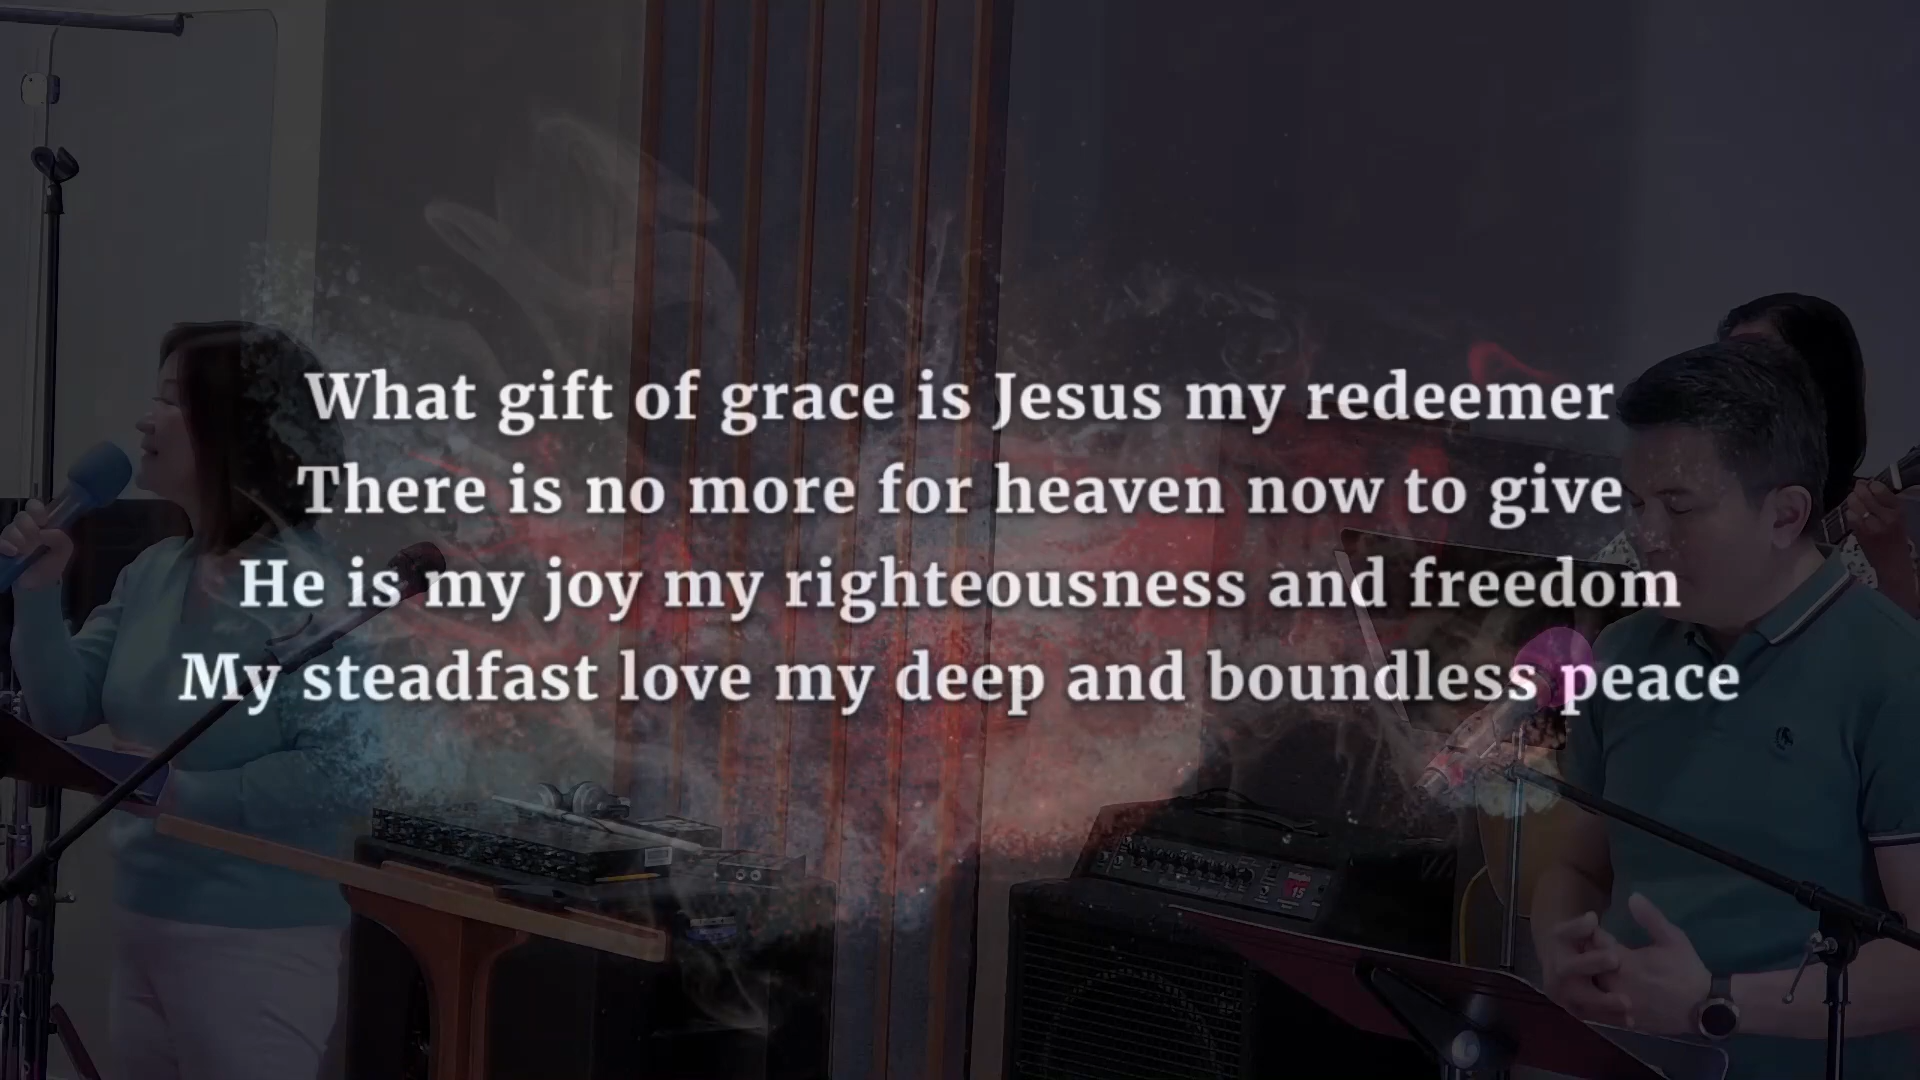 What gift of grace is Jesus my redeemer
There is no more for heaven now to give
He is my joy my righteousness and freedom
My steadfast love my deep and boundless peace
15